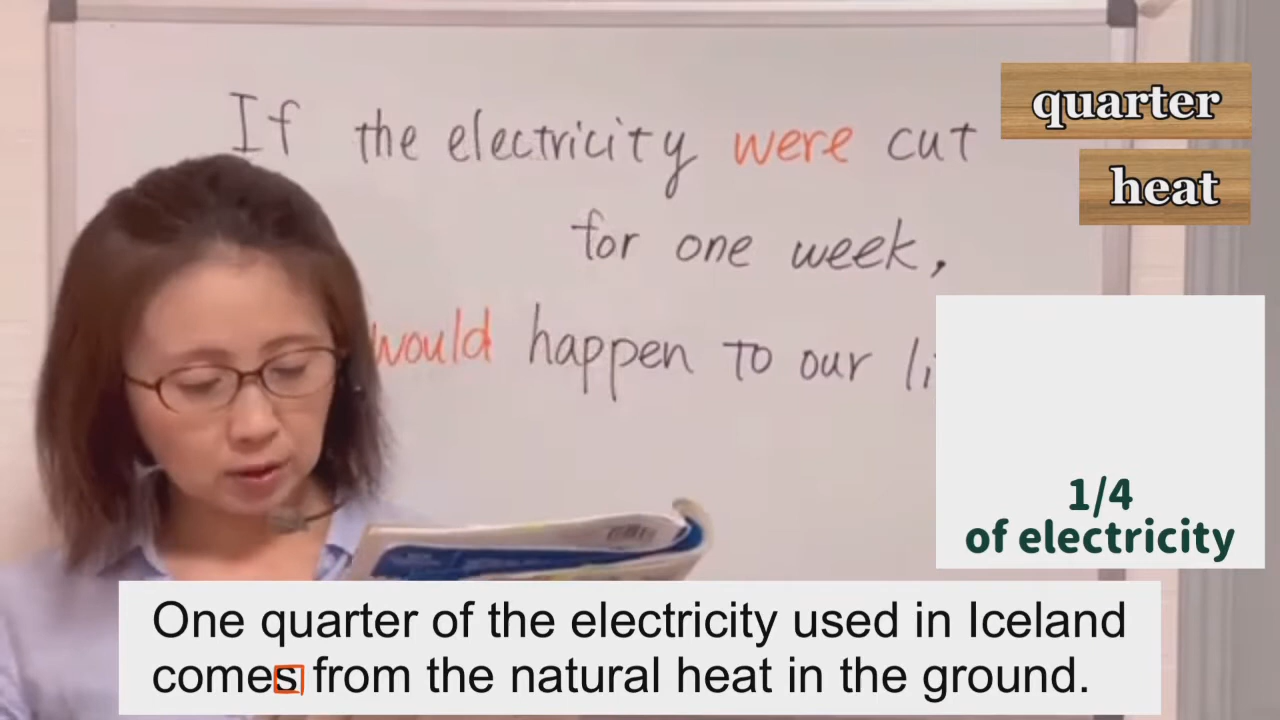 If the electricity were cut
for one week,
would happen to our li
quarter
heat
1/4
of electricity
One quarter of the electricity used in Iceland
comes from the natural heat in the ground.